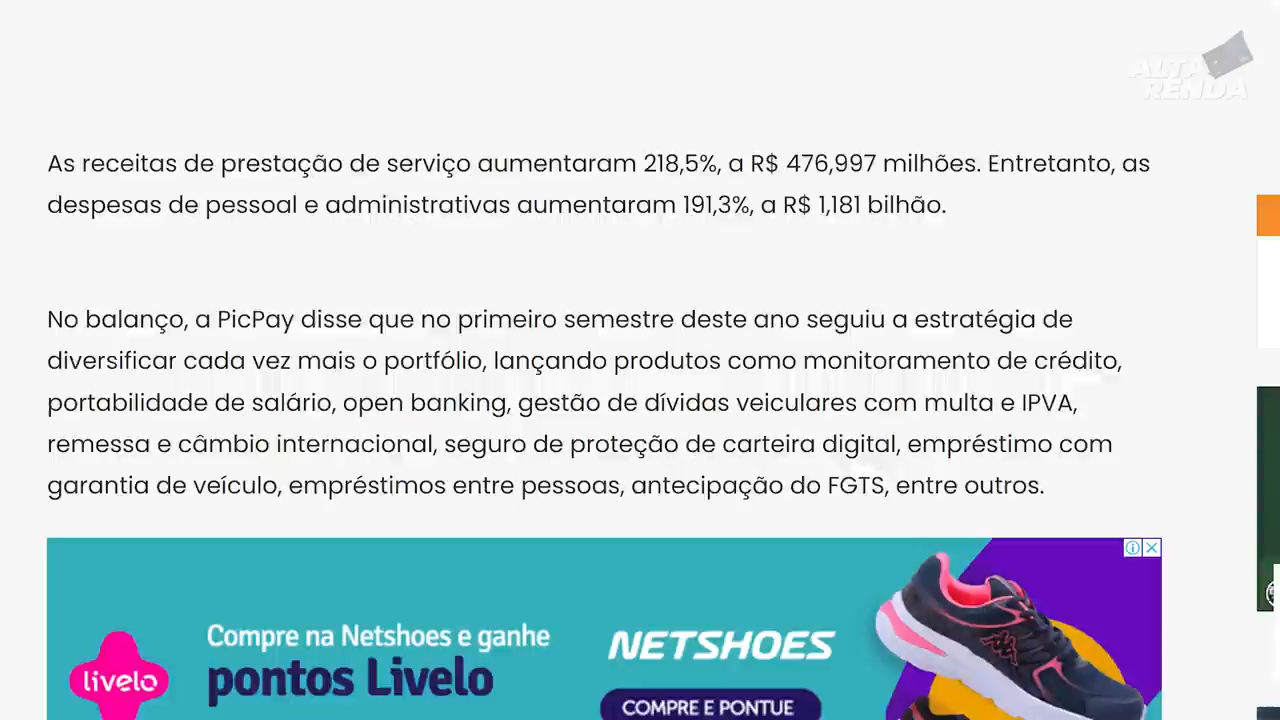 ALTA
RENDA
As receitas de prestação de serviço aumentaram 218,5%, a R$ 476,997 milhões. Entretanto, as
despesas de pessoal e administrativas aumentaram 191,3%, a R$ 1,181 bilhão.
No balanço, a PicPay disse que no primeiro semestre deste ano seguiu a estratégia de
diversificar cada vez mais o portfólio, lançando produtos como monitoramento de crédito,
portabilidade de salário, open banking, gestão de dívidas veiculares com multa e IPVA,
remessa e câmbio internacional, seguro de proteção de carteira digital, empréstimo com
garantia de veículo, empréstimos entre pessoas, antecipação do FGTS, entre outros.
Compre na Netshoes e ganhe
pontos Livelo
livelo
NETSHOES
COMPRE E PONTUE